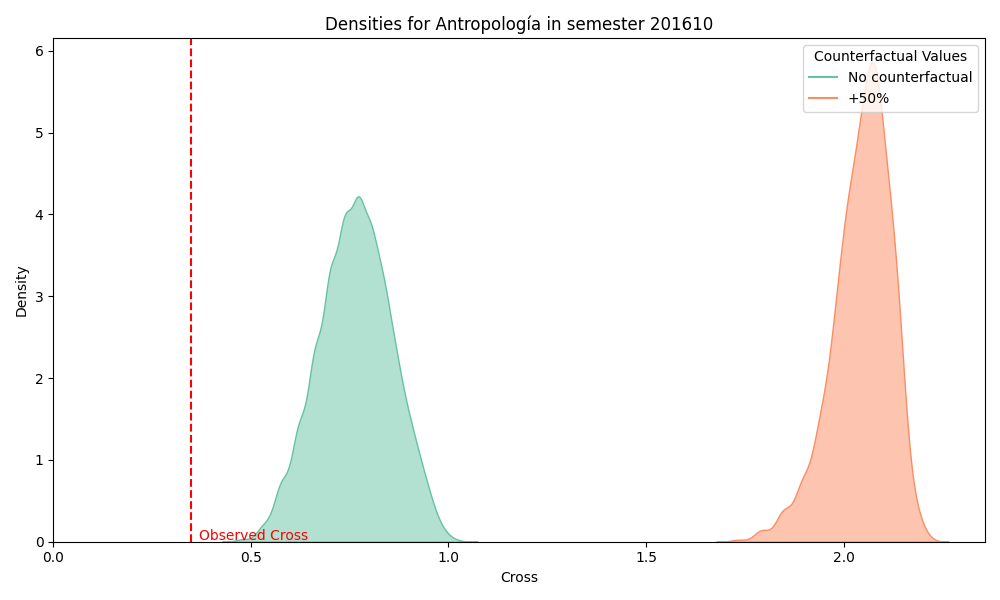 Densities for Antropología in semester 201610
Counterfactual Values
No counterfactual
+50%
Density
6
5
4
3
2
1
0
Observed Cross
0.0
0.5
1.0
1.5
2.0
Cross